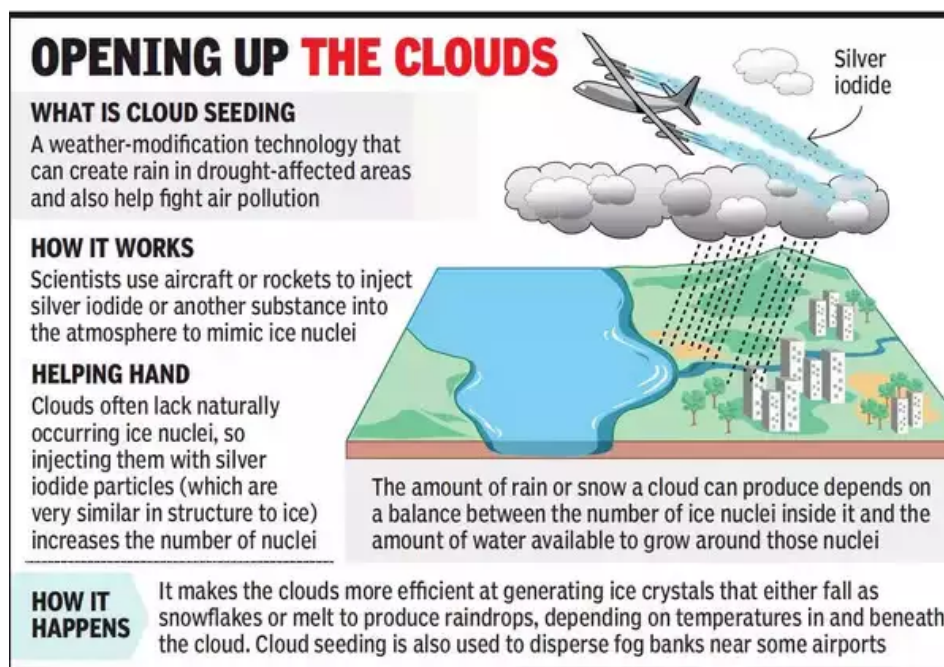 OPENING UP THE CLOUDS
Silver
iodide
WHAT IS CLOUD SEEDING
A weather-modification technology that
can create rain in drought-affected areas
and also help fight air pollution
HOW IT WORKS
Scientists use aircraft or rockets to inject
silver iodide or another substance into
the atmosphere to mimic ice nuclei
HELPING HAND
Clouds often lack naturally
occurring ice nuclei, so
injecting them with silver
iodide particles (which are
very similar in structure to ice)
increases the number of nuclei
The amount of rain or snow a cloud can produce depends on
a balance between the number of ice nuclei inside it and the
amount of water available to grow around those nuclei
HOW IT
HAPPENS
It makes the clouds more efficient at generating ice crystals that either fall as
snowflakes or melt to produce raindrops, depending on temperatures in and beneath
the cloud. Cloud seeding is also used to disperse fog banks near some airports